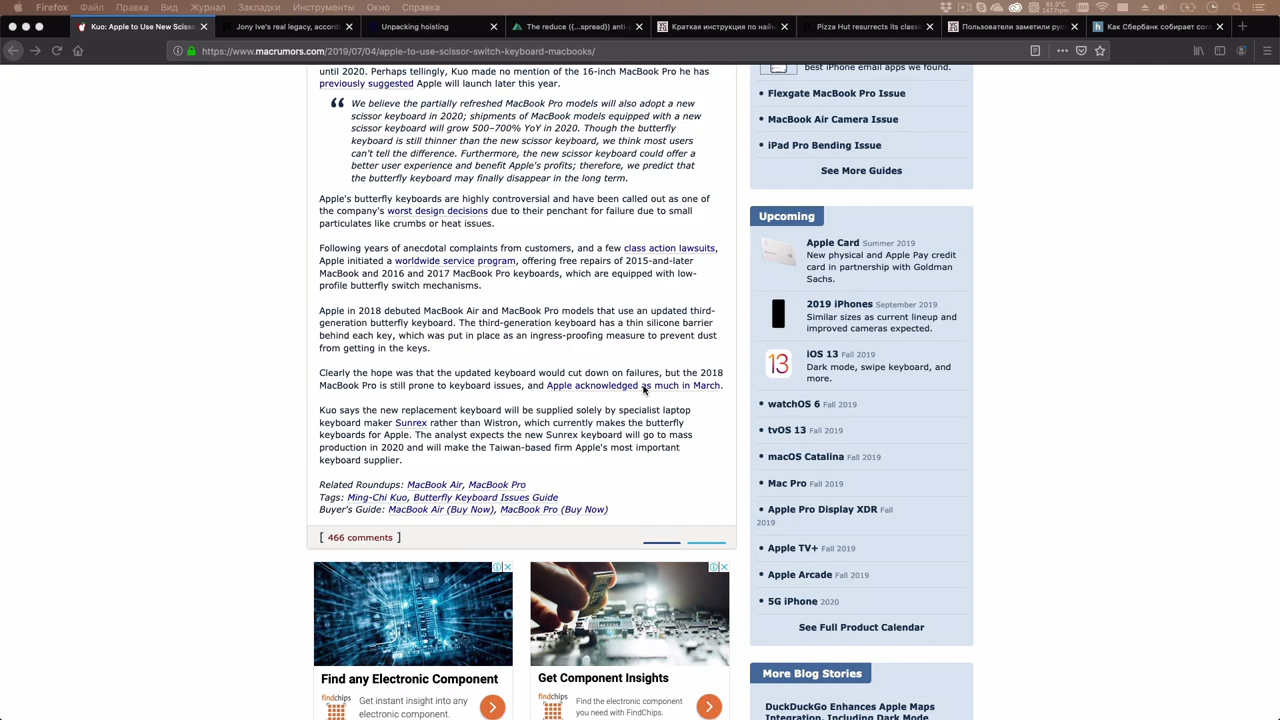 Firefox Файл Правка Вид Журнал Закладки Инструменты Окно Справка
Kuo: Apple to Use New Scisso
Jony Ive's real legacy, accordi
Unpacking hoisting
The reduce ({...spread}) anti-
Краткая инструкция по найм
Pizza Hut resurrects its class
Пользователи заметили рус
Как Сбербанк собирает сог
https://www.macrumors.com/2019/07/04/apple-to-use-scissor-switch-keyboard-macbooks/
until 2020. Perhaps tellingly, Kuo made no mention of the 16-inch MacBook Pro he has
previously suggested Apple will launch later this year.
“ We believe the partially refreshed MacBook Pro models will also adopt a new
scissor keyboard in 2020; shipments of MacBook models equipped with a new
scissor keyboard will grow 500–700% YoY in 2020. Though the butterfly
keyboard is still thinner than the new scissor keyboard, we think most users
can't tell the difference. Furthermore, the new scissor keyboard could offer a
better user experience and benefit Apple's profits; therefore, we predict that
the butterfly keyboard may finally disappear in the long term.
Apple's butterfly keyboards are highly controversial and have been called out as one of
the company's worst design decisions due to their penchant for failure due to small
particulates like crumbs or heat issues.
Following years of anecdotal complaints from customers, and a few class action lawsuits,
Apple initiated a worldwide service program, offering free repairs of 2015-and-later
MacBook and 2016 and 2017 MacBook Pro keyboards, which are equipped with low-
profile butterfly switch mechanisms.
Apple in 2018 debuted MacBook Air and MacBook Pro models that use an updated third-
generation butterfly keyboard. The third-generation keyboard has a thin silicone barrier
behind each key, which was put in place as an ingress-proofing measure to prevent dust
from getting in the keys.
Clearly the hope was that the updated keyboard would cut down on failures, but the 2018
MacBook Pro is still prone to keyboard issues, and Apple acknowledged as much in March.
Kuo says the new replacement keyboard will be supplied solely by specialist laptop
keyboard maker Sunrex rather than Wistron, which currently makes the butterfly
keyboards for Apple. The analyst expects the new Sunrex keyboard will go to mass
production in 2020 and will make the Taiwan-based firm Apple's most important
keyboard supplier.
Related Roundups: MacBook Air, MacBook Pro
Tags: Ming-Chi Kuo, Butterfly Keyboard Issues Guide
Buyer's Guide: MacBook Air (Buy Now), MacBook Pro (Buy Now)
[ 466 comments ]
Find any Electronic Component
findchips
Get instant insight into any
electronic component.
Get Component Insights
findchips
Find the electronic component
you need with FindChips.
best iPhone email apps we found.
• Flexgate MacBook Pro Issue
• MacBook Air Camera Issue
• iPad Pro Bending Issue
See More Guides
Upcoming
Apple Card Summer 2019
New physical and Apple Pay credit
card in partnership with Goldman
Sachs.
2019 iPhones September 2019
Similar sizes as current lineup and
improved cameras expected.
13
iOS 13 Fall 2019
Dark mode, swipe keyboard, and
more.
• watchOS 6 Fall 2019
• tvOS 13 Fall 2019
• macOS Catalina Fall 2019
• Mac Pro Fall 2019
• Apple Pro Display XDR Fall
2019
• Apple TV+ Fall 2019
• Apple Arcade Fall 2019
• 5G iPhone 2020
See Full Product Calendar
More Blog Stories
DuckDuckGo Enhances Apple Maps
Integration, Including Dark Mode